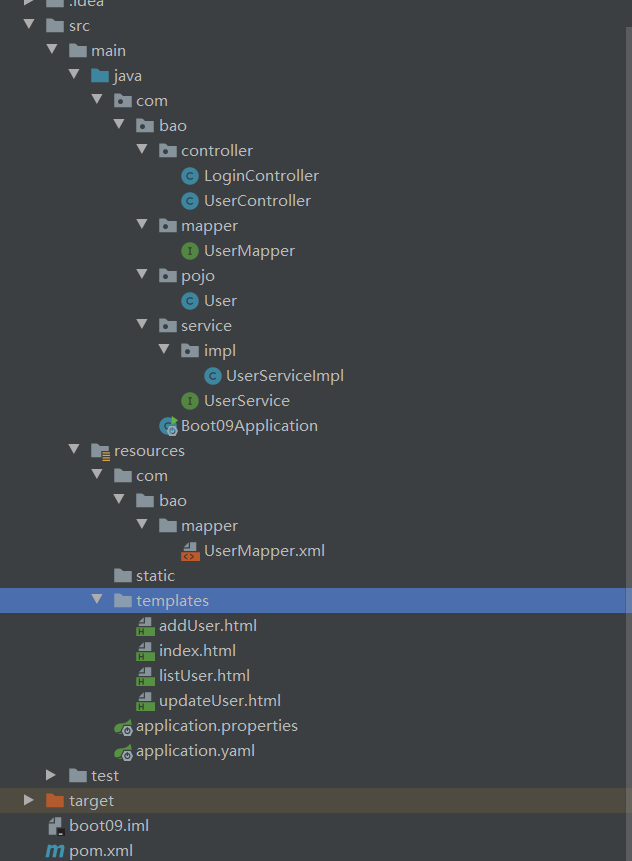 .idea
src
main
java
com
bao
controller
LoginController
UserController
mapper
UserMapper
pojo
User
service
impl
UserServiceImpl
UserService
Boot09Application
resources
com
bao
mapper
UserMapper.xml
static
templates
addUser.html
index.html
listUser.html
updateUser.html
application.properties
application.yaml
test
target
boot09.iml
pom.xml